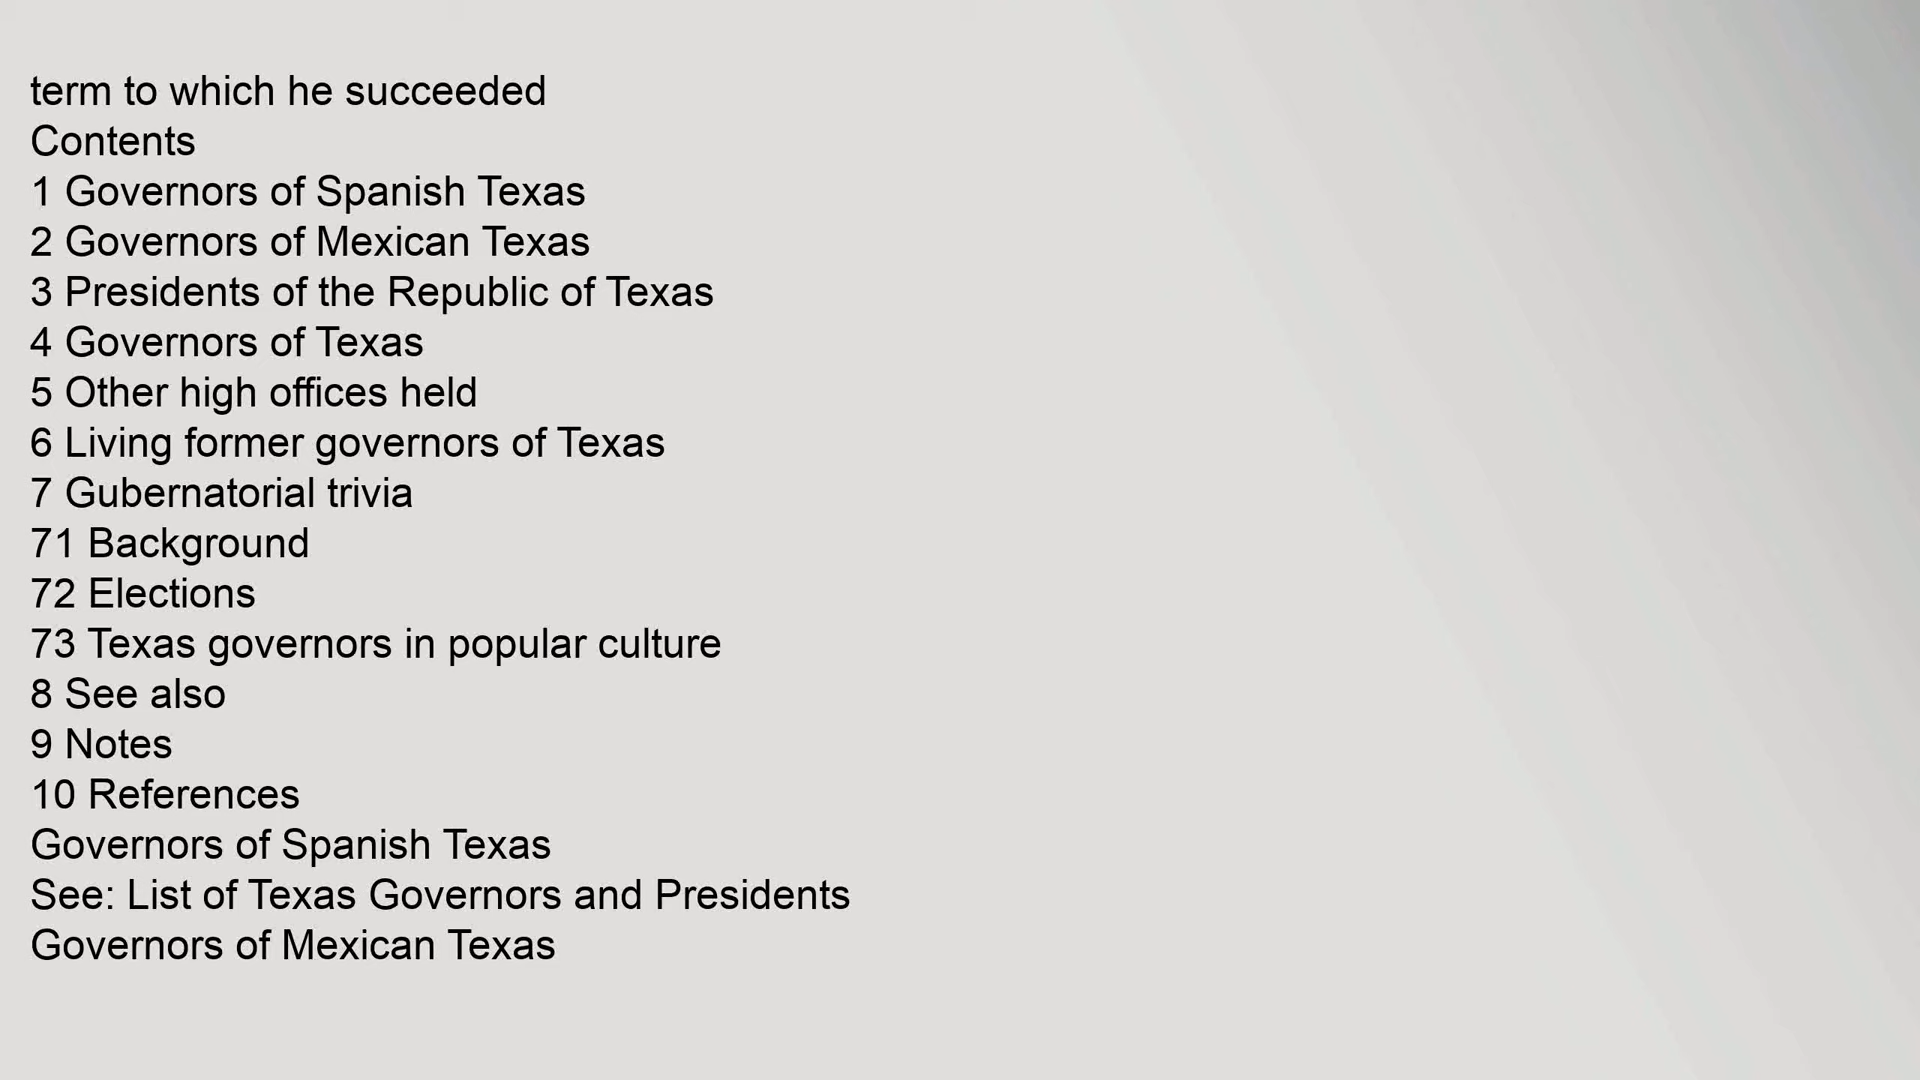 term to which he succeeded
Contents
1 Governors of Spanish Texas
2 Governors of Mexican Texas
3 Presidents of the Republic of Texas
4 Governors of Texas
5 Other high offices held
6 Living former governors of Texas
7 Gubernatorial trivia
71 Background
72 Elections
73 Texas governors in popular culture
8 See also
9 Notes
10 References
Governors of Spanish Texas
See: List of Texas Governors and Presidents
Governors of Mexican Texas